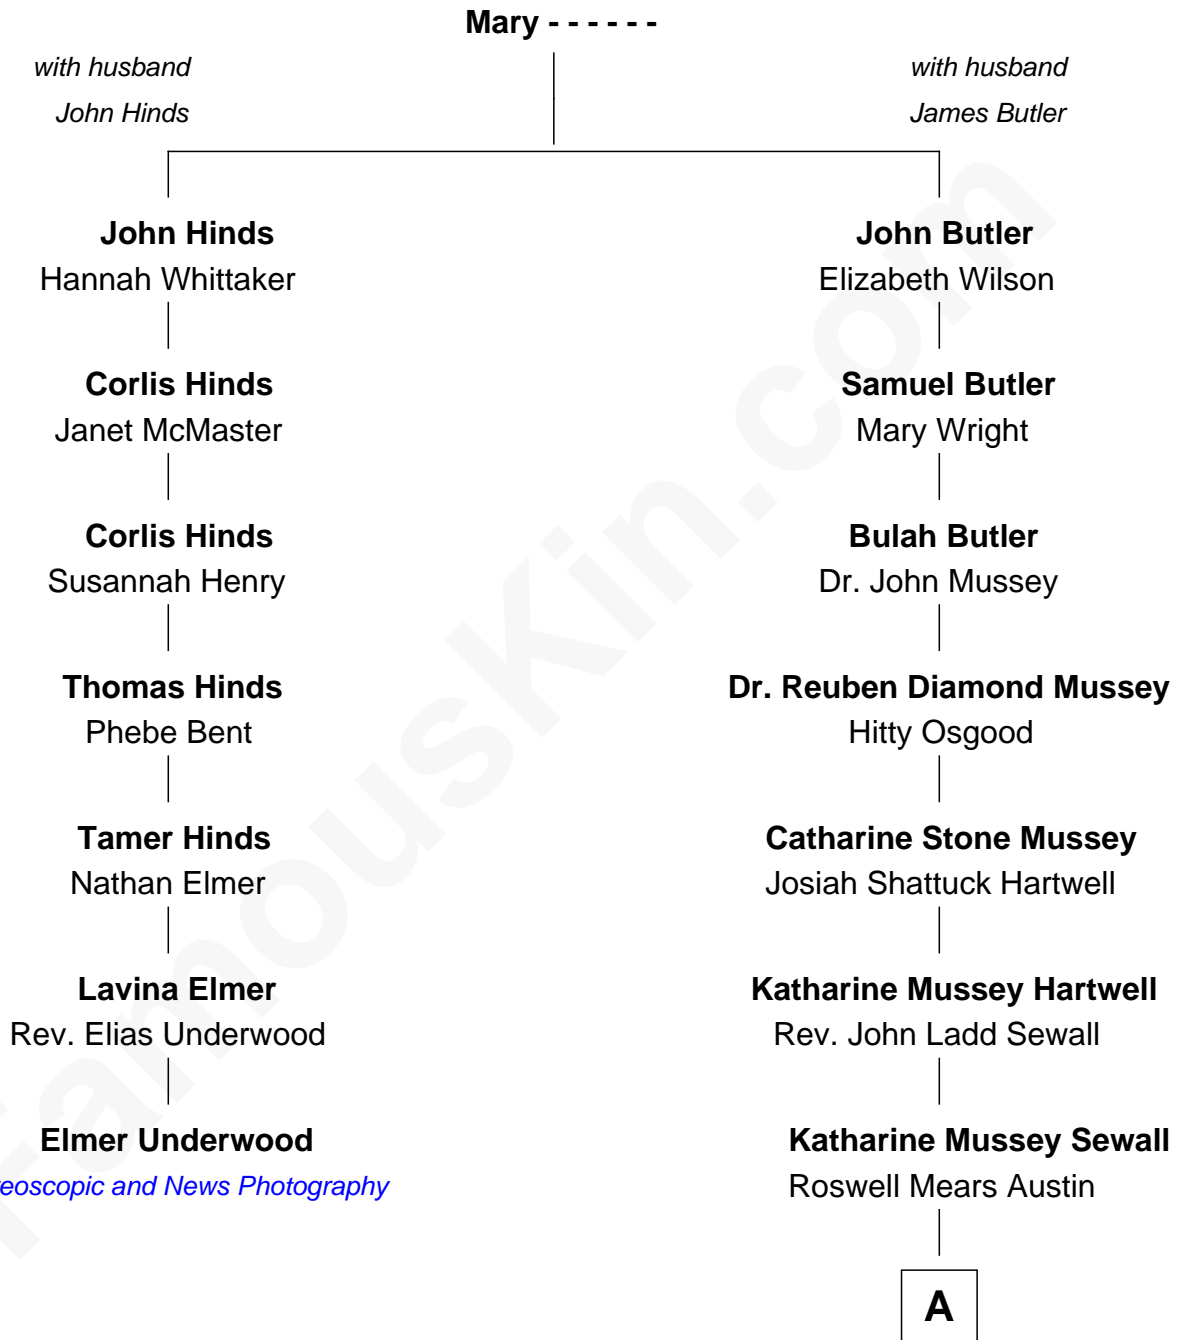 Mary - - - - - -
with husband
John Hinds
with husband
James Butler
John Hinds
Hannah Whittaker
John Butler
Elizabeth Wilson
Corlis Hinds
Janet McMaster
Samuel Butler
Mary Wright
Corlis Hinds
Susannah Henry
Bulah Butler
Dr. John Mussey
Thomas Hinds
Phebe Bent
Dr. Reuben Diamond Mussey
Hitty Osgood
Tamer Hinds
Nathan Elmer
Catharine Stone Mussey
Josiah Shattuck Hartwell
Lavina Elmer
Rev. Elias Underwood
Katharine Mussey Hartwell
Rev. John Ladd Sewall
Elmer Underwood
eoscopic and News Photography
Katharine Mussey Sewall
Roswell Mears Austin
A
FamousKin.com